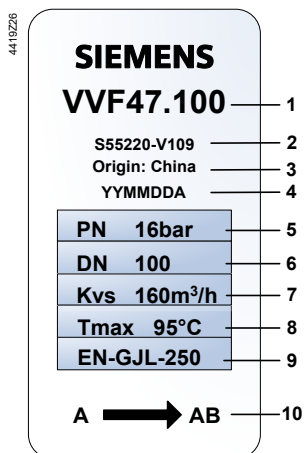 4419Z26
SIEMENS
VVF47.100 1
S55220-V109 2
Origin: China 3
YYMMDDA 4
PN 16bar 5
DN 100 6
Kvs 160m³/h 7
Tmax 95°C 8
EN-GJL-250 9
A AB 10